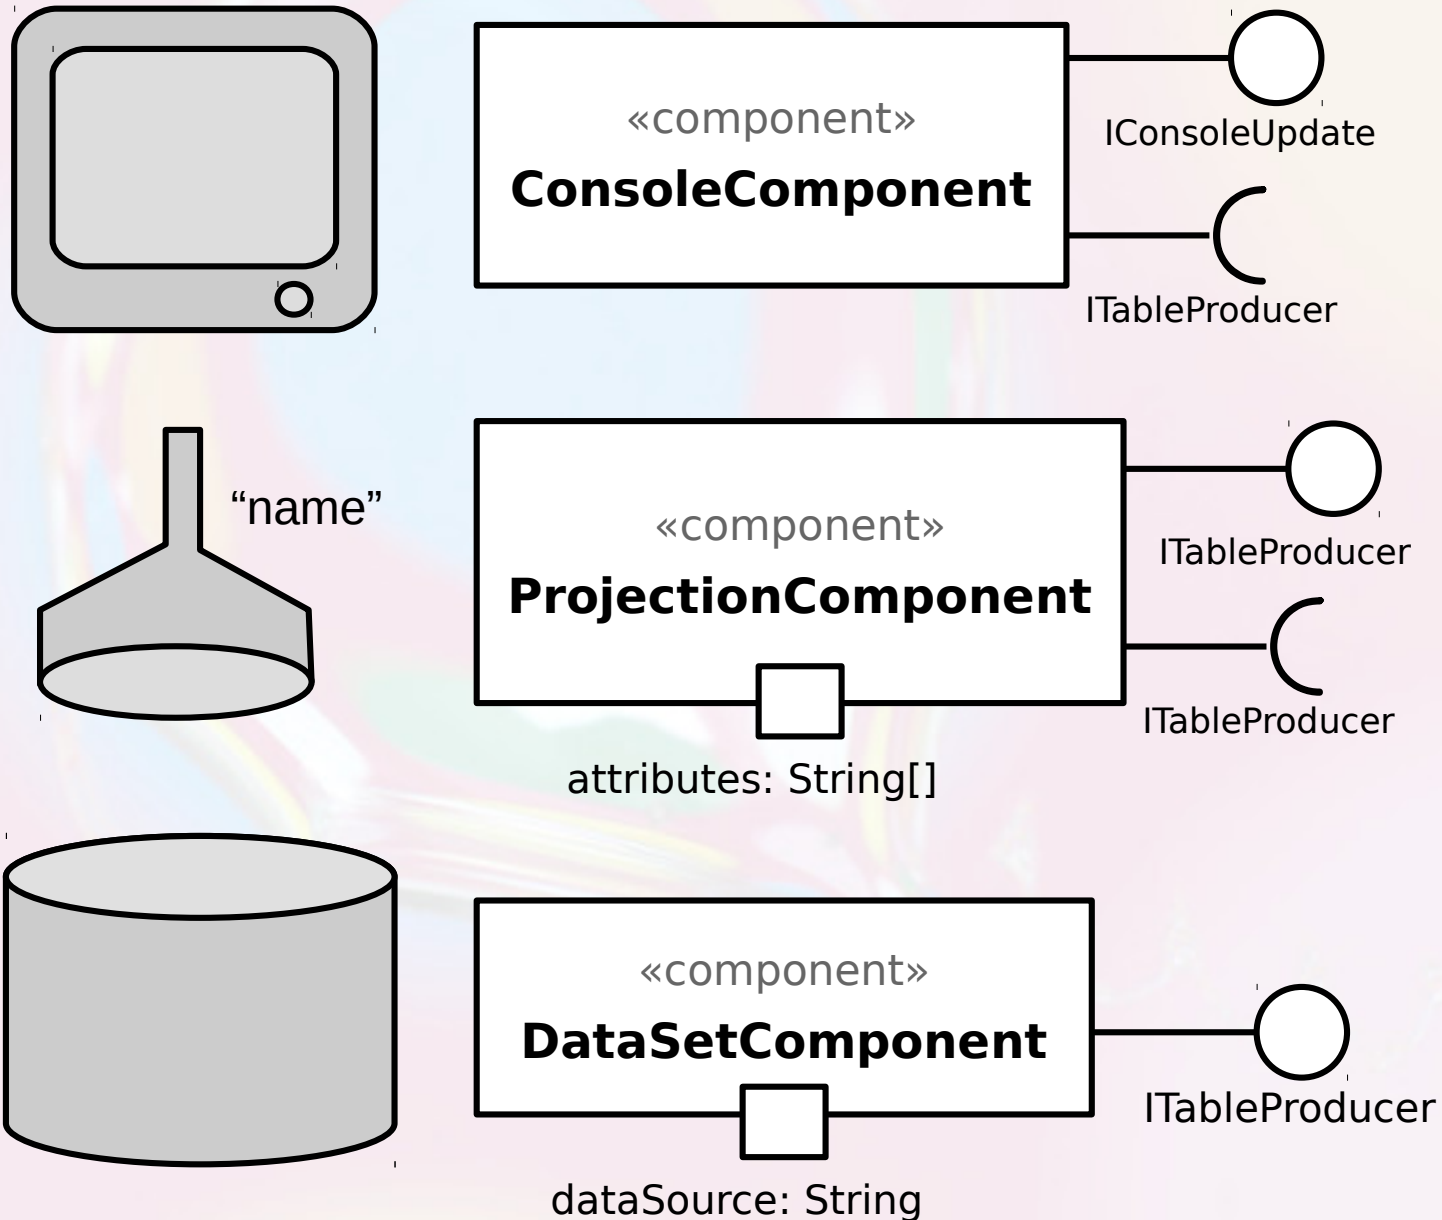 «component»
ConsoleComponent
IConsoleUpdate
ITableProducer
“name”
«component»
ProjectionComponent
ITableProducer
ITableProducer
attributes: String[]
«component»
DataSetComponent
ITableProducer
dataSource: String